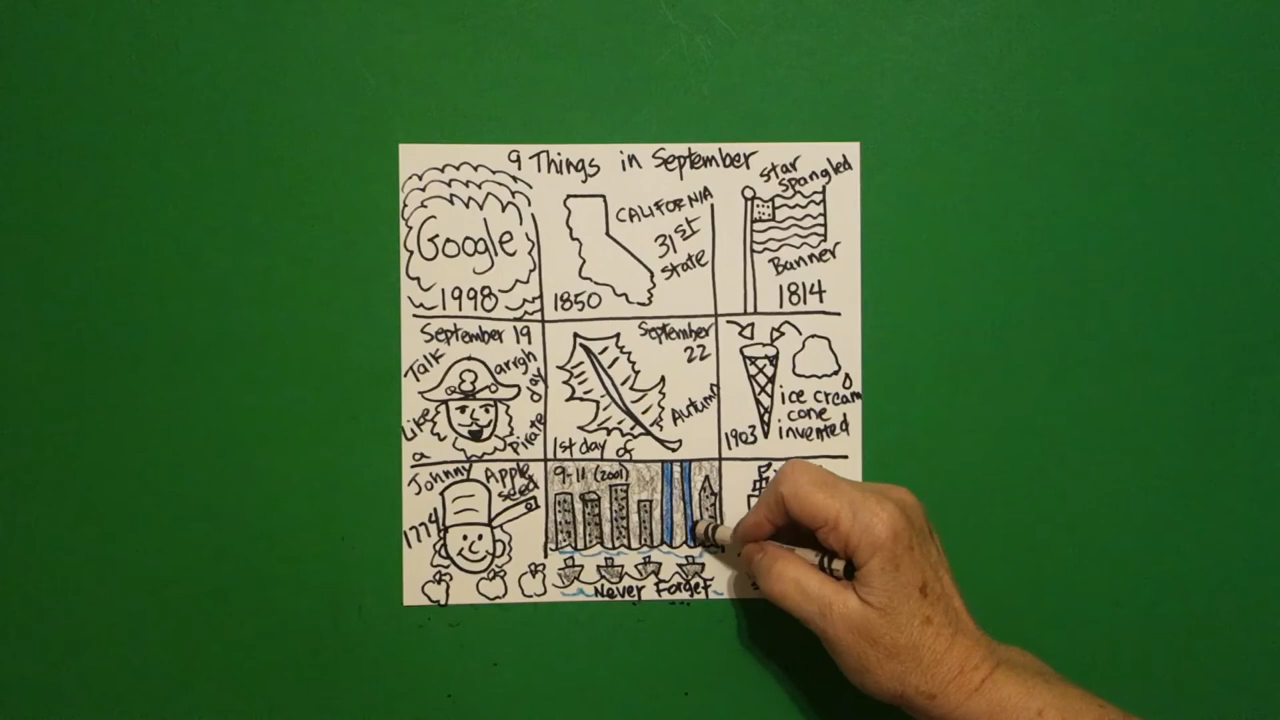 9 Things in September
Google
1998
CALIFORNIA
31st
State
1850
Star
Spangled
Banner
1814
September 19
Talk
Like
a
Pirate
day
arrgh
September
22
1st day of
Autumn
ice cream
cone
invented
1903
Johnny Apple
seed
1774
9-11 (2001)
Never Forget